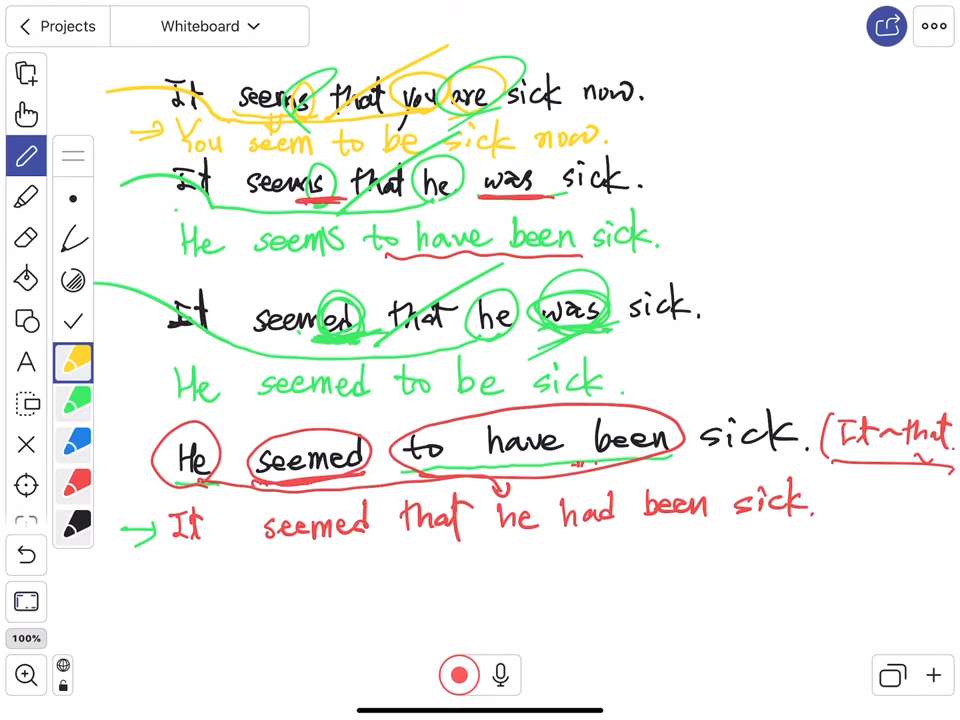 Projects
Whiteboard
It seems that you are sick now.
→ You seem to be sick now.
It seems that he was sick.
He seems to have been sick.
It seemed that he was sick.
He seemed to be sick.
He seemed to have been sick. (It~that.
→ It seemed that he had been sick.
A
100%